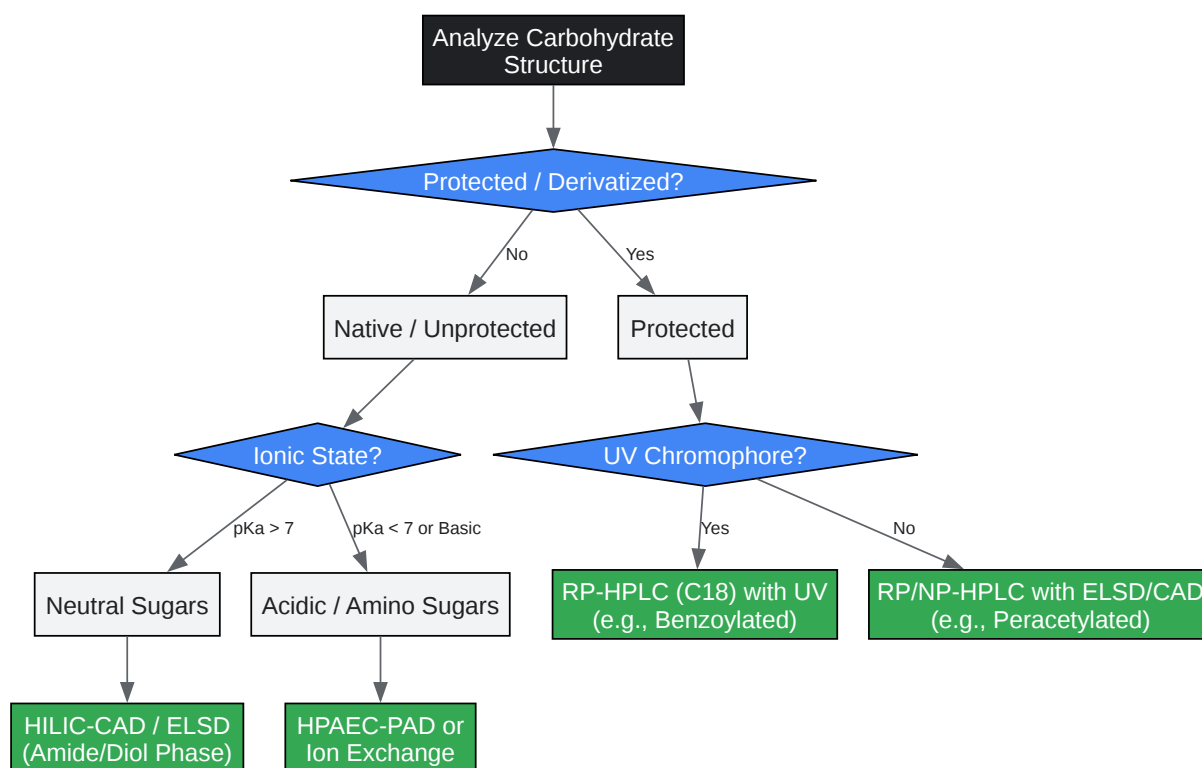 Analyze Carbohydrate
Structure
Protected / Derivatized?
No
Yes
Native / Unprotected
Protected
Ionic State?
UV Chromophore?
pKa > 7
pKa < 7 or Basic
Yes
No
Neutral Sugars
Acidic / Amino Sugars
RP-HPLC (C18) with UV
(e.g., Benzoylated)
RP/NP-HPLC with ELSD/CAD
(e.g., Peracetylated)
HILIC-CAD / ELSD
(Amide/Diol Phase)
HPAEC-PAD or
Ion Exchange